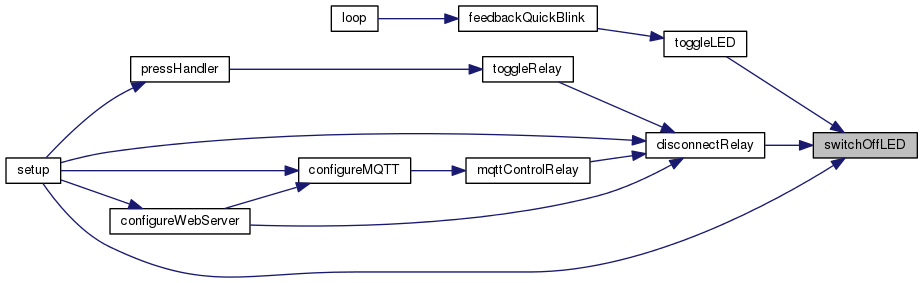 loop
feedbackQuickBlink
toggleLED
pressHandler
toggleRelay
switchOffLED
disconnectRelay
setup
configureMQTT
mqttControlRelay
configureWebServer